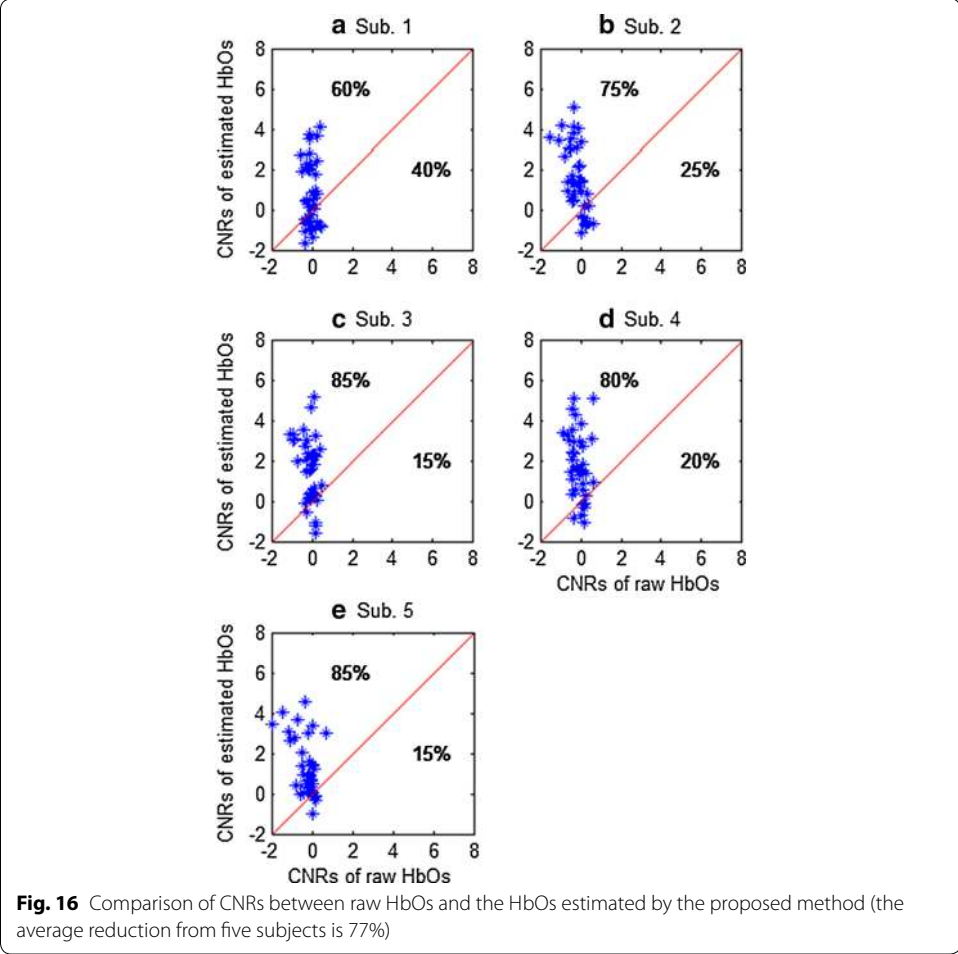 a Sub. 1
b Sub. 2
CNRs of estimated HbOs
8
6
4
2
0
-2
60%
40%
-2 0 2 4 6 8
8
6
4
2
0
-2
75%
25%
-2 0 2 4 6 8
c Sub. 3
d Sub. 4
CNRs of estimated HbOs
8
6
4
2
0
-2
85%
15%
-2 0 2 4 6 8
8
6
4
2
0
-2
80%
20%
-2 0 2 4 6 8
CNRs of raw HbOs
e Sub. 5
CNRs of estimated HbOs
8
6
4
2
0
-2
85%
15%
-2 0 2 4 6 8
CNRs of raw HbOs
Fig. 16 Comparison of CNRs between raw HbOs and the HbOs estimated by the proposed method (the
average reduction from five subjects is 77%)